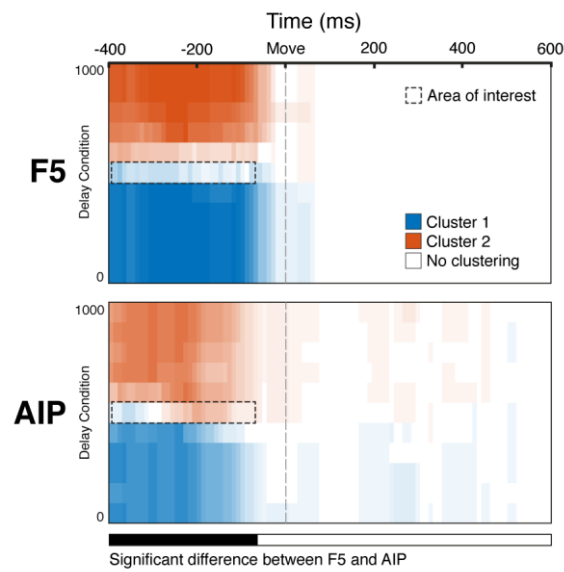 Time (ms)
-400 -200 Move 200 400 600
1000
Area of interest
F5
Delay Condition
Cluster 1
Cluster 2
No clustering
0
1000
AIP
Delay Condition
0
Significant difference between F5 and AIP